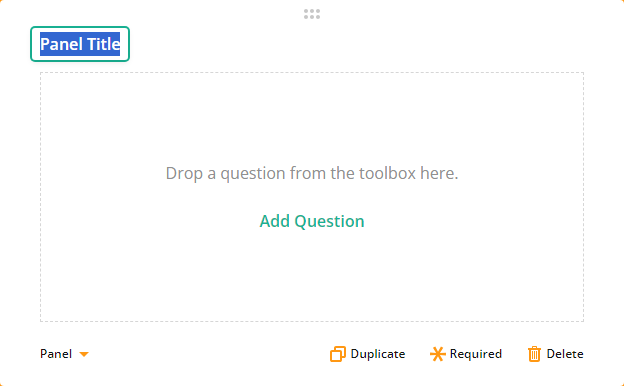 Panel Title
Drop a question from the toolbox here.
Add Question
Panel Duplicate Required Delete